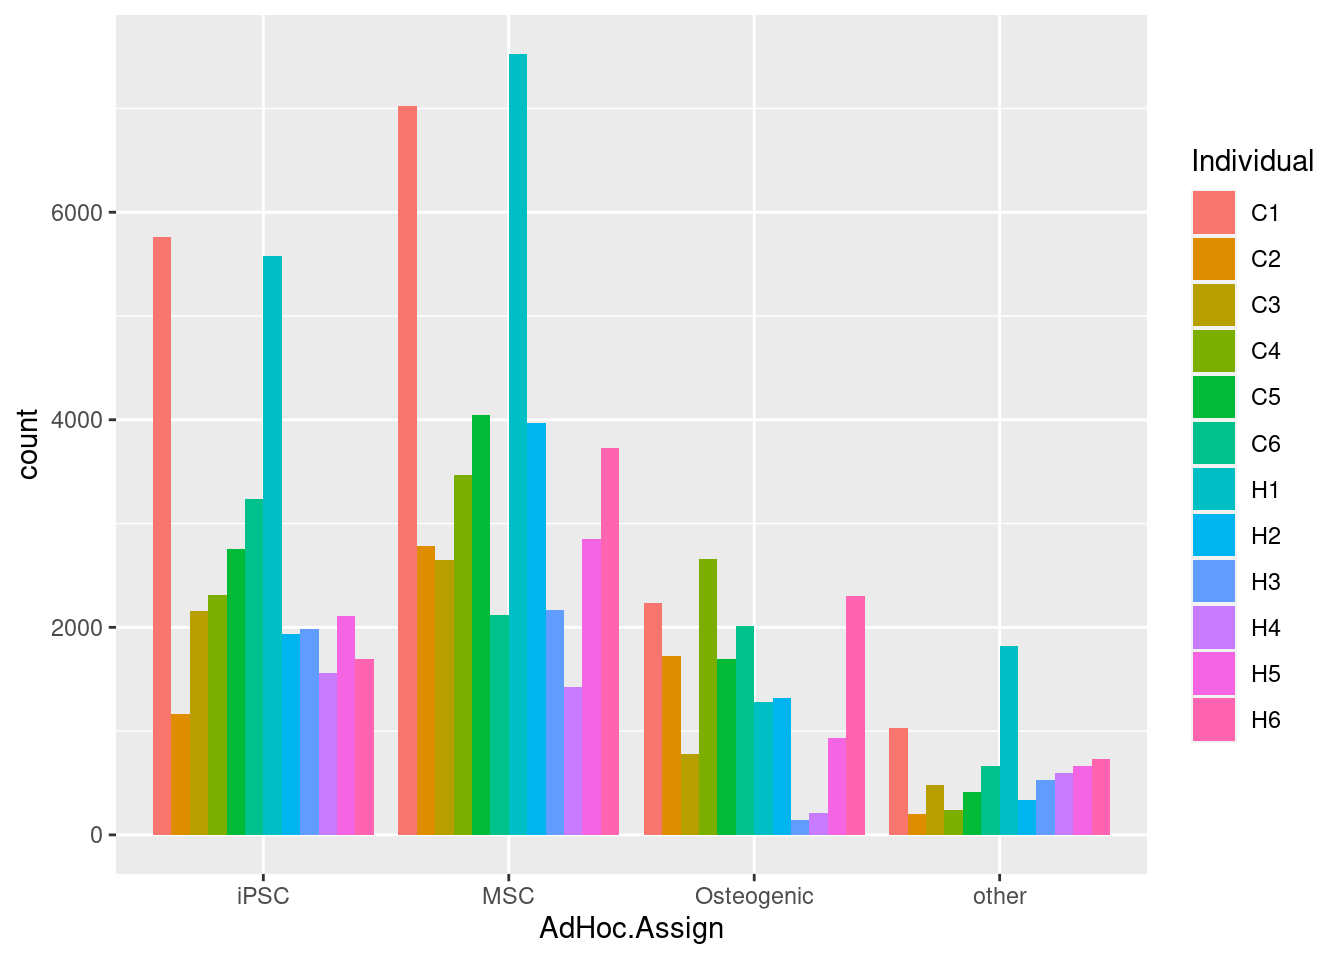 count
6000
4000
2000
0
iPSC
MSC
Osteogenic
other
AdHoc.Assign
Individual
C1
C2
C3
C4
C5
C6
H1
H2
H3
H4
H5
H6